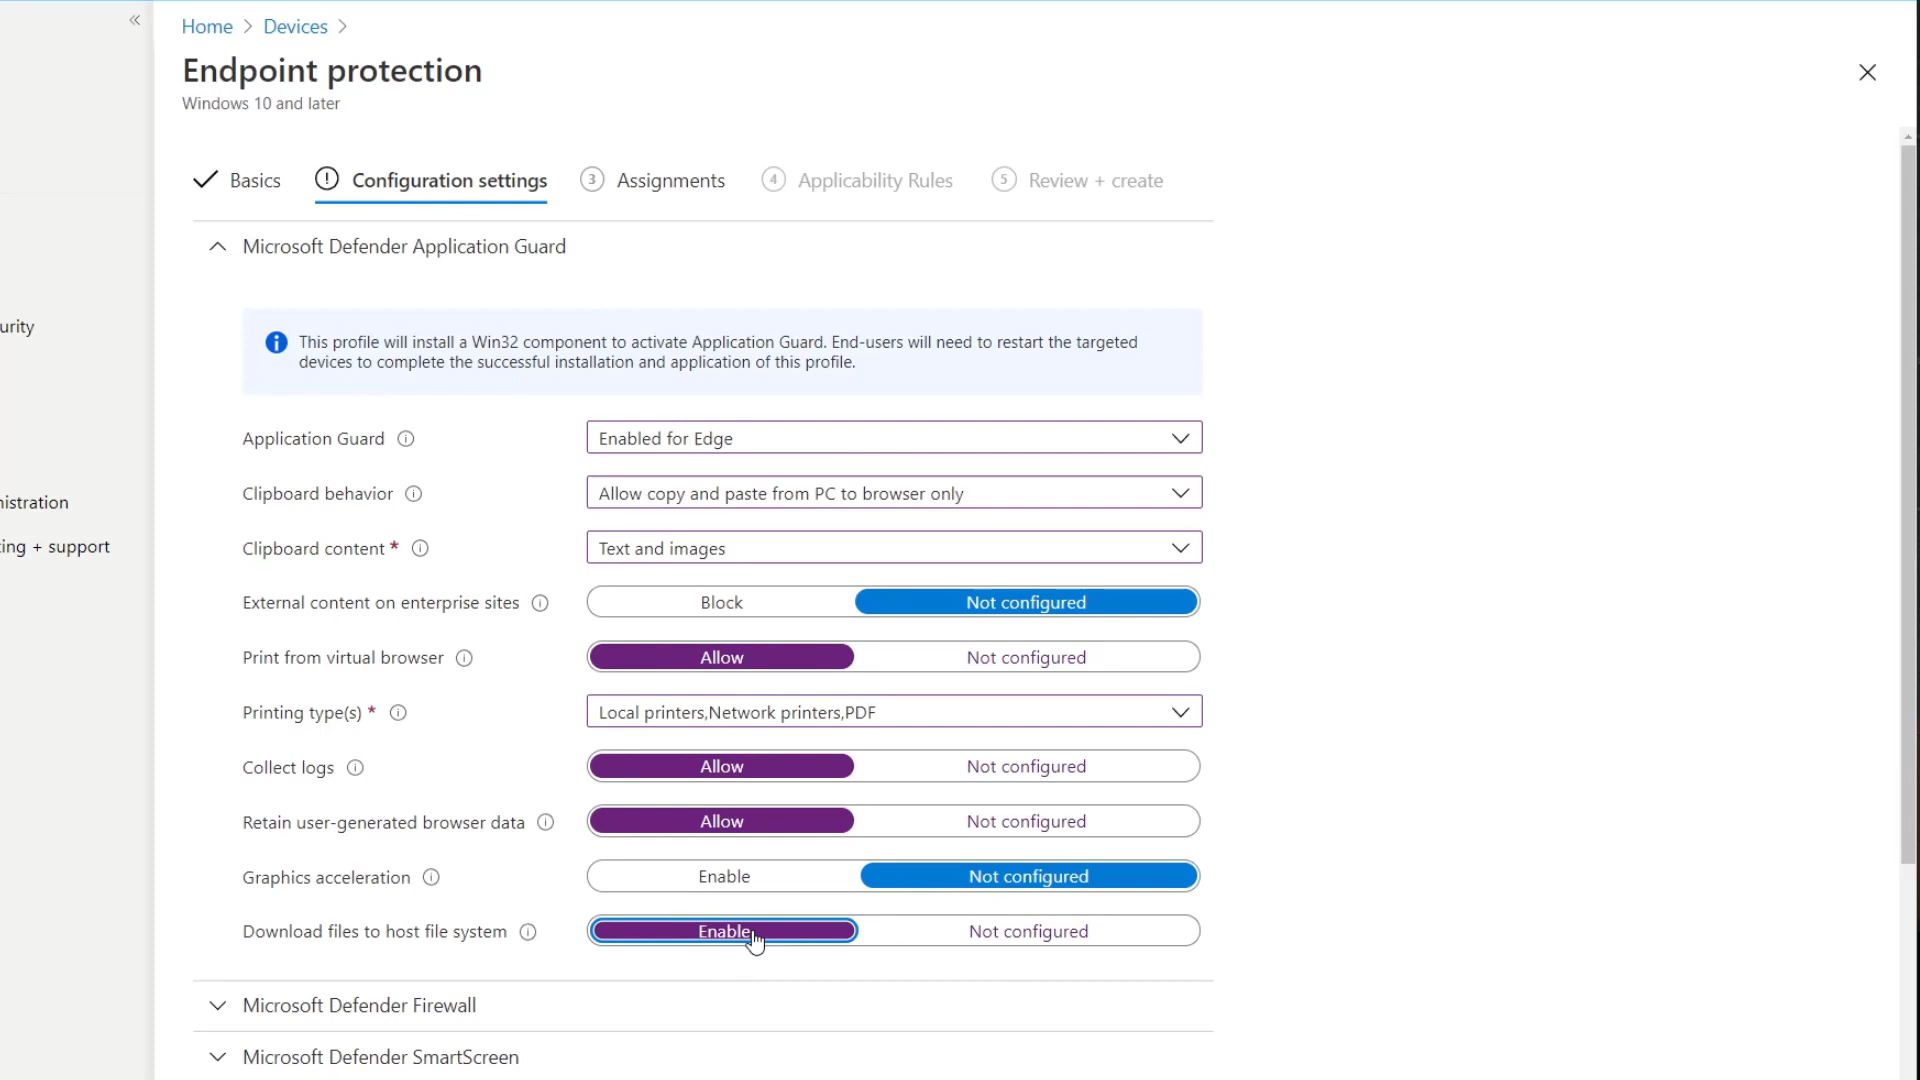 Home > Devices >
Endpoint protection
Windows 10 and later
Basics
Configuration settings
3 Assignments
4 Applicability Rules
5 Review + create
Microsoft Defender Application Guard
This profile will install a Win32 component to activate Application Guard. End-users will need to restart the targeted
devices to complete the successful installation and application of this profile.
urity
nistration
ting + support
Application Guard Enabled for Edge
Clipboard behavior Allow copy and paste from PC to browser only
Clipboard content * Text and images
External content on enterprise sites Block Not configured
Print from virtual browser Allow Not configured
Printing type(s) * Local printers,Network printers,PDF
Collect logs Allow Not configured
Retain user-generated browser data Allow Not configured
Graphics acceleration Enable Not configured
Download files to host file system Enable Not configured
Microsoft Defender Firewall
Microsoft Defender SmartScreen